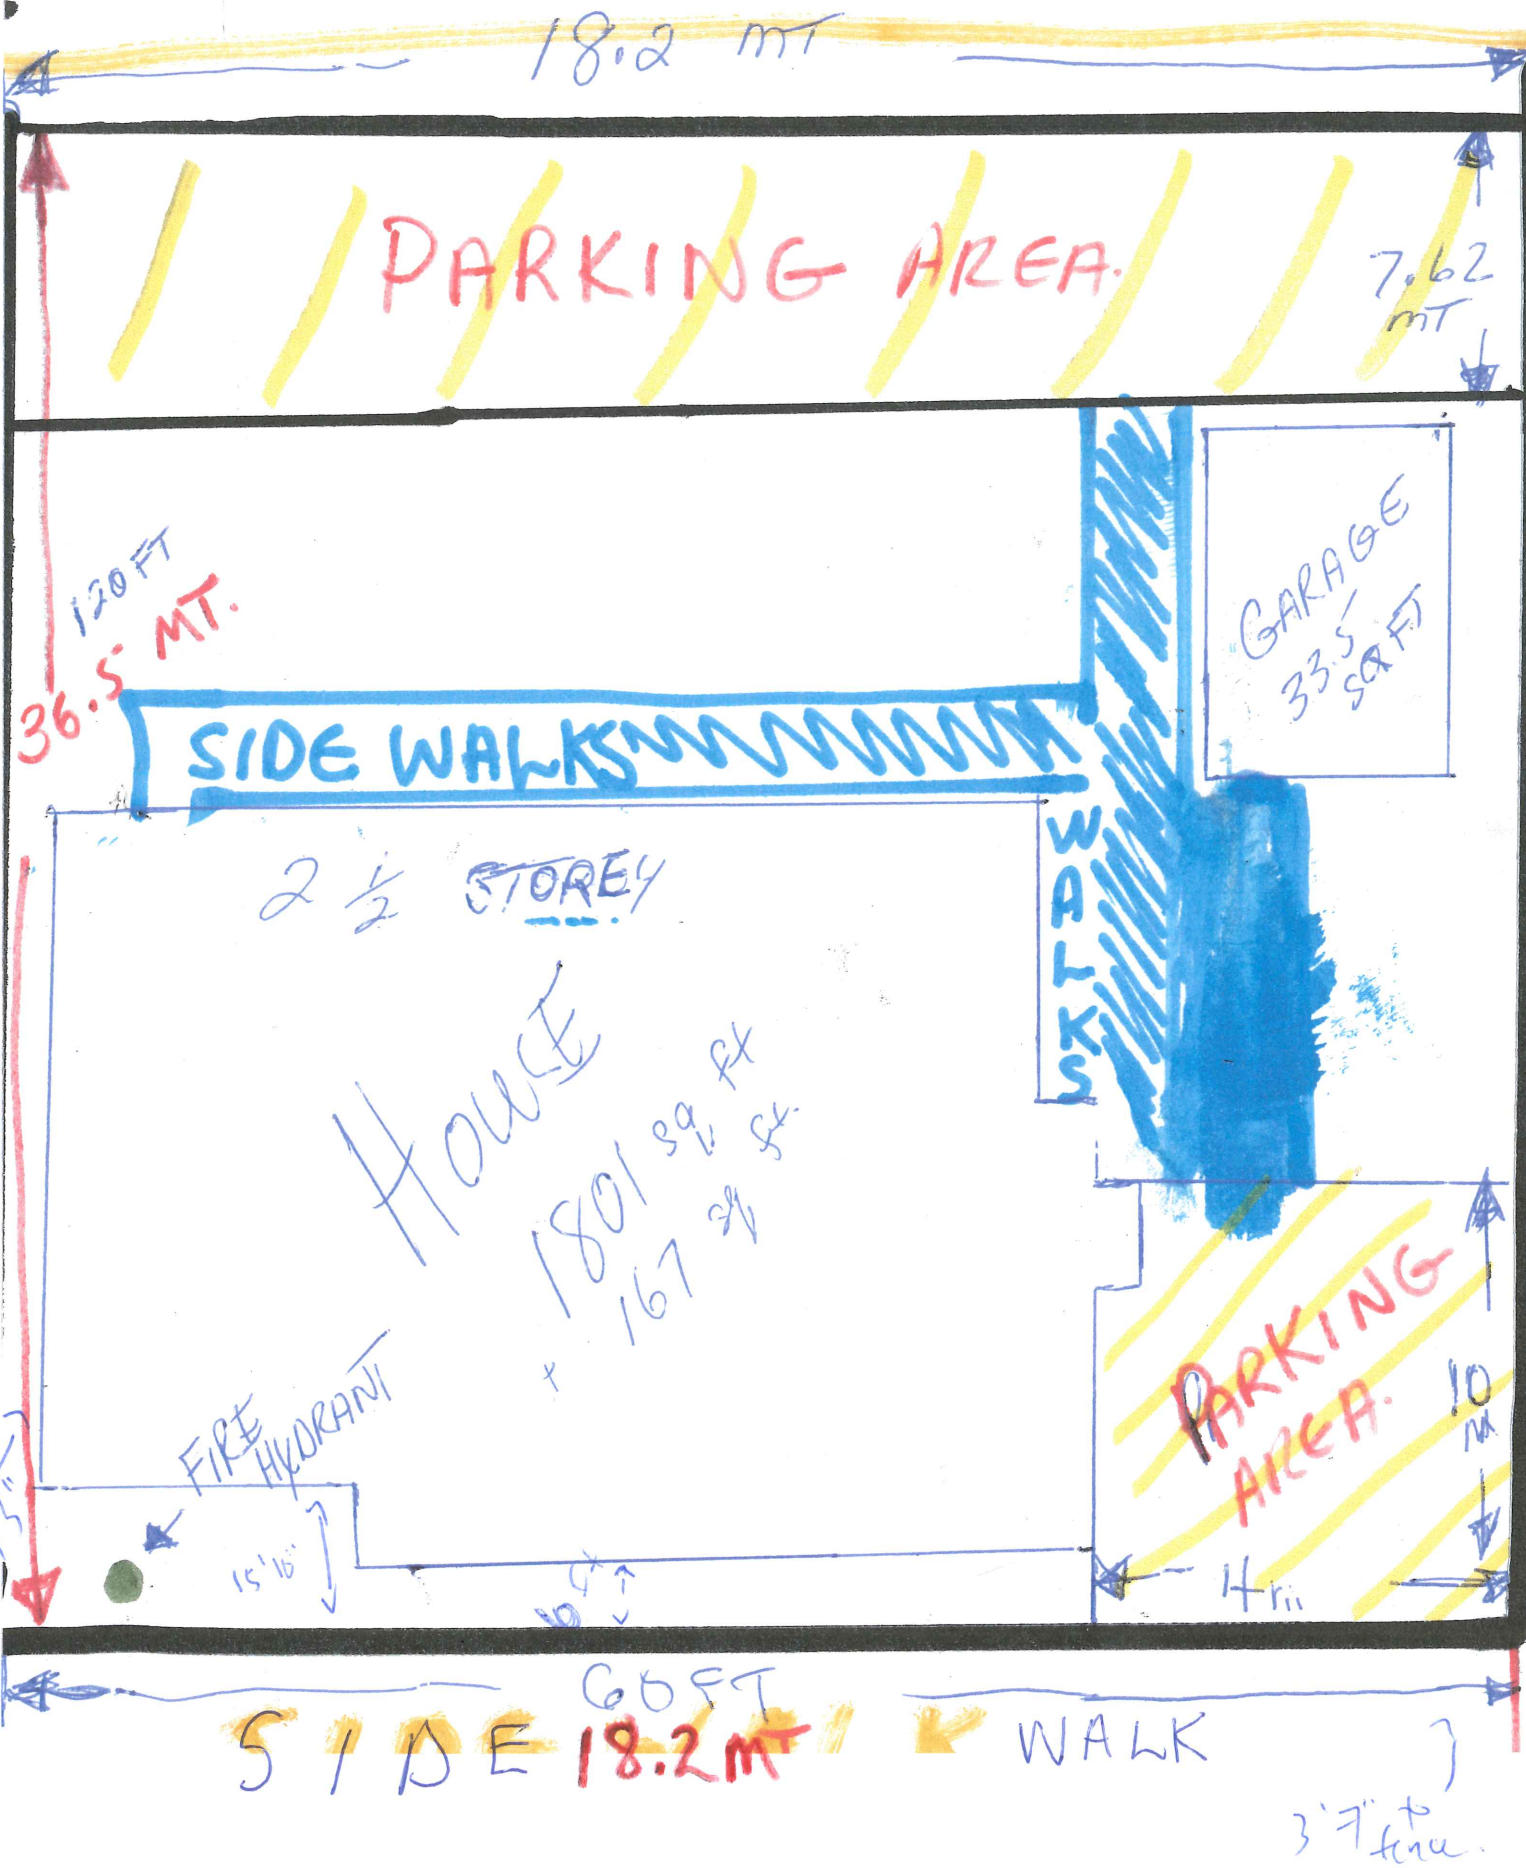 18.2 MT
PARKING AREA.
7.62
MT
120 FT
36.5 MT.
GARAGE
33.5
SQ FT
SIDE WALKS
WALKS
2 1/2 STOREY
HOUSE
1801 sq ft
+ 167 sq ft.
FIRE
HYDRANT
15'10"
PARKING
AREA.
10
M
4
60FT
SIDE 18.2 MT WALK
3'7" to
fence.